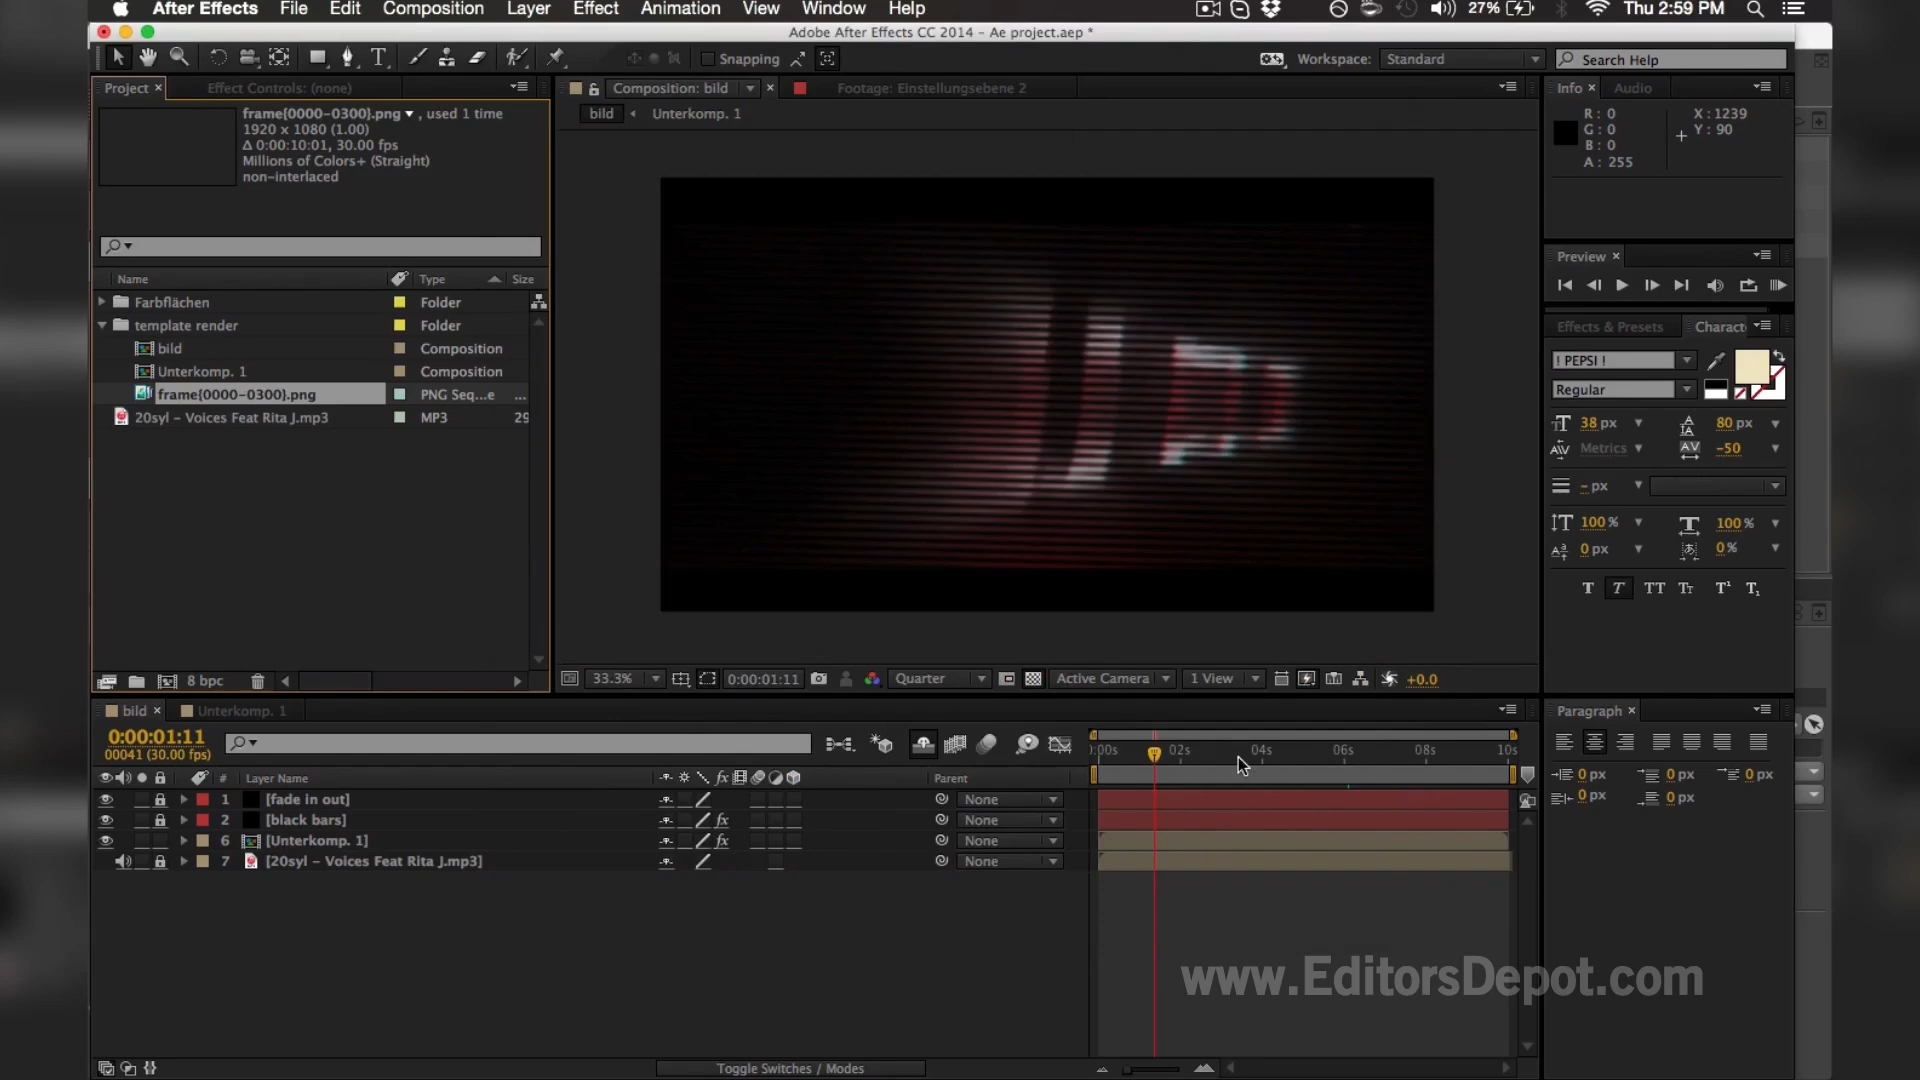 After Effects File Edit Composition Layer Effect Animation View Window Help 27% Thu 2:59 PM
Adobe After Effects CC 2014 – Ae project.aep *
Snapping Workspace: Standard Search Help
Project × Effect Controls: (none) Composition: bild × Footage: Einstellungsebene 2 Info × Audio
frame{0000-0300}.png , used 1 time
1920 x 1080 (1.00)
Δ 0:00:10:01, 30.00 fps
Millions of Colors+ (Straight)
non-interlaced
bild Unterkomp. 1
R: 0 X: 1239
G: 0 Y: 90
B: 0
A: 255
Preview ×
Name Type Size
Farbflächen Folder
template render Folder
bild Composition
Unterkomp. 1 Composition
frame{0000-0300}.png PNG Seq...e ...
20syl – Voices Feat Rita J.mp3 MP3 29
Effects & Presets Charact
! PEPSI !
Regular
38 px 80 px
Metrics -50
- px
100 % 100 %
0 px 0 %
T T TT Tt T¹ T₁
8 bpc 33.3% 0:00:01:11 Quarter Active Camera 1 View +0.0
bild × Unterkomp. 1
0:00:01:11
00041 (30.00 fps)
:00s 02s 04s 06s 08s 10s
# Layer Name fx Parent
1 [fade in out] None
2 [black bars] fx None
6 [Unterkomp. 1] fx None
7 [20syl – Voices Feat Rita J.mp3] None
Paragraph ×
0 px 0 px 0 px
0 px 0 px
www.EditorsDepot.com
Toggle Switches / Modes